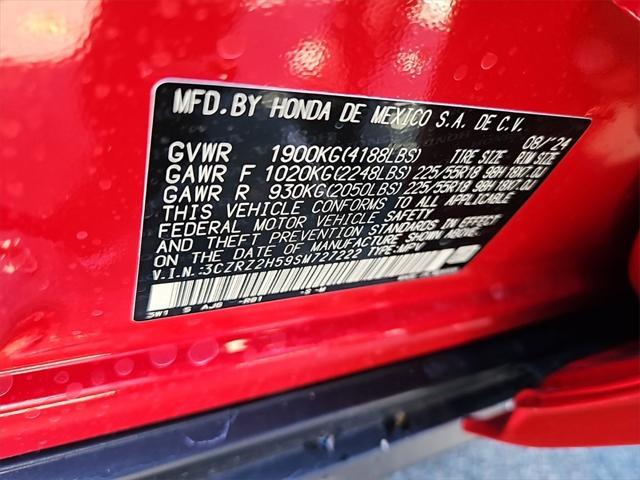 MFD. BY HONDA DE MEXICO S.A. DE C.V.
08/'24
GVWR 1900KG(4188LBS) TIRE SIZE RIM SIZE
GAWR F 1020KG(2248LBS) 225/55R18 98H 18X7.0J
GAWR R 930KG(2050LBS) 225/55R18 98H 18X7.0J
THIS VEHICLE CONFORMS TO ALL APPLICABLE
FEDERAL MOTOR VEHICLE SAFETY
AND THEFT PREVENTION STANDARDS IN EFFECT
ON THE DATE OF MANUFACTURE SHOWN ABOVE.
V.I.N.: 3CZRZ2H59SM727222 TYPE:MPV